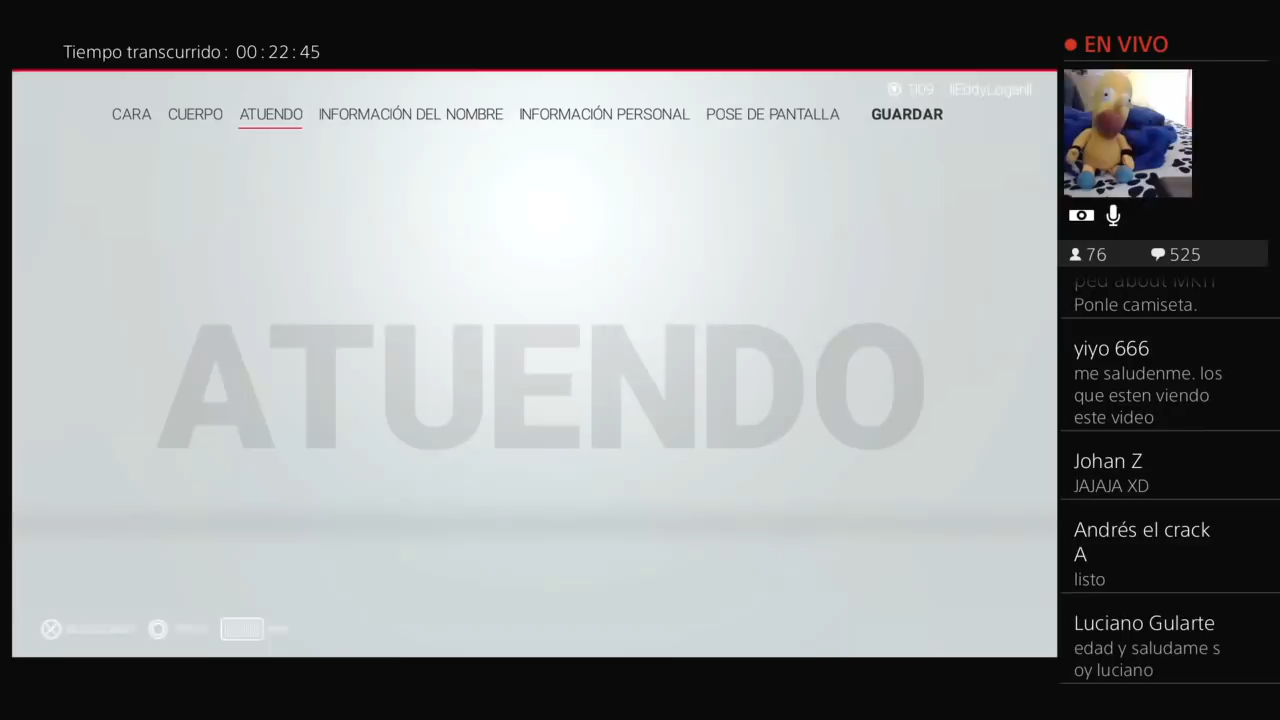 Tiempo transcurrido : 00 : 22 : 45
EN VIVO
1109 IIEddyLoganII
CARA CUERPO ATUENDO INFORMACIÓN DEL NOMBRE INFORMACIÓN PERSONAL POSE DE PANTALLA GUARDAR
ATUENDO
76 525
Ponle camiseta.
yiyo 666
me saludenme. los
que esten viendo
este video
Johan Z
JAJAJA XD
Andrés el crack
A
listo
Luciano Gularte
edad y saludame s
oy luciano